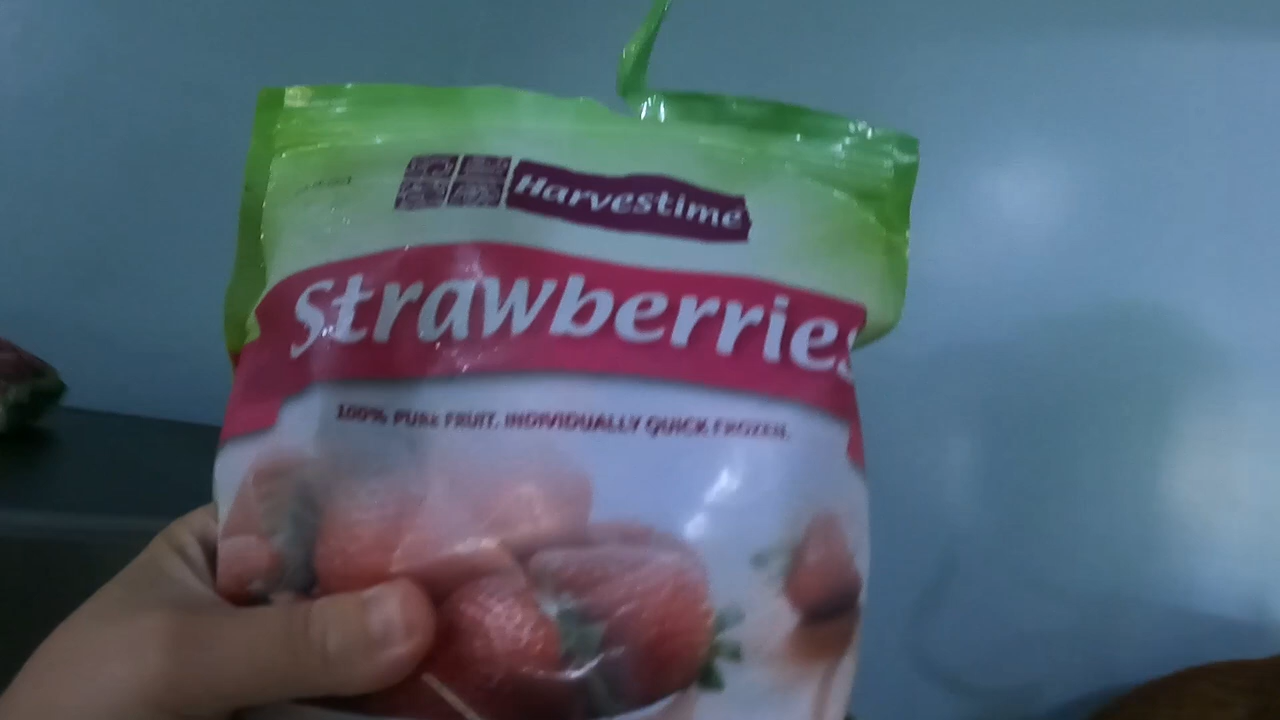 Harvestime
Strawberries
100% PURE FRUIT. INDIVIDUALLY QUICK FROZEN.